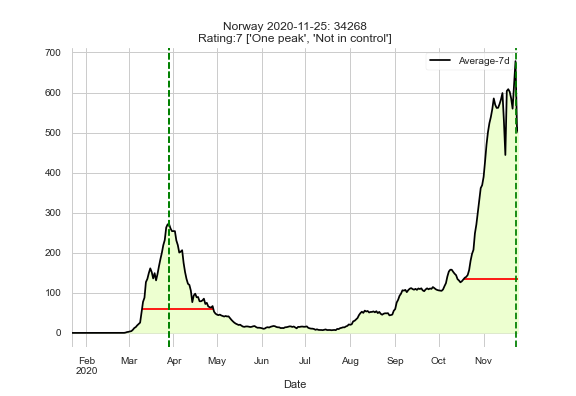 Norway 2020-11-25: 34268
Rating:7 ['One peak', 'Not in control']
Average-7d
700
600
500
400
300
200
100
0
Feb Mar Apr May Jun Jul Aug Sep Oct Nov
2020
Date